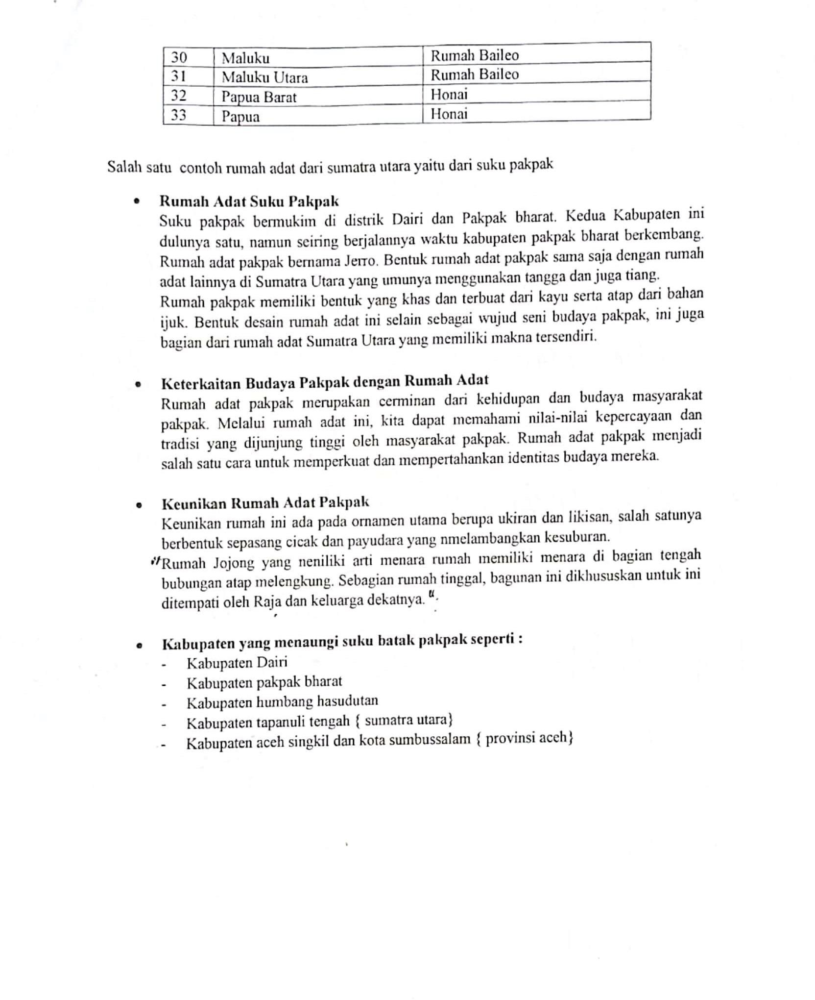 30 Maluku Rumah Baileo
31 Maluku Utara Rumah Baileo
32 Papua Barat Honai
33 Papua Honai
Salah satu contoh rumah adat dari sumatra utara yaitu dari suku pakpak
• Rumah Adat Suku Pakpak
Suku pakpak bermukim di distrik Dairi dan Pakpak bharat. Kedua Kabupaten ini
dulunya satu, namun seiring berjalannya waktu kabupaten pakpak bharat berkembang.
Rumah adat pakpak bernama Jerro. Bentuk rumah adat pakpak sama saja dengan rumah
adat lainnya di Sumatra Utara yang umunya menggunakan tangga dan juga tiang.
Rumah pakpak memiliki bentuk yang khas dan terbuat dari kayu serta atap dari bahan
ijuk. Bentuk desain rumah adat ini selain sebagai wujud seni budaya pakpak, ini juga
bagian dari rumah adat Sumatra Utara yang memiliki makna tersendiri.
• Keterkaitan Budaya Pakpak dengan Rumah Adat
Rumah adat pakpak merupakan cerminan dari kehidupan dan budaya masyarakat
pakpak. Melalui rumah adat ini, kita dapat memahami nilai-nilai kepercayaan dan
tradisi yang dijunjung tinggi oleh masyarakat pakpak. Rumah adat pakpak menjadi
salah satu cara untuk memperkuat dan mempertahankan identitas budaya mereka.
• Keunikan Rumah Adat Pakpak
Keunikan rumah ini ada pada ornamen utama berupa ukiran dan likisan, salah satunya
berbentuk sepasang cicak dan payudara yang nmelambangkan kesuburan.
"Rumah Jojong yang neniliki arti menara rumah memiliki menara di bagian tengah
bubungan atap melengkung. Sebagian rumah tinggal, bagunan ini dikhususkan untuk ini
ditempati oleh Raja dan keluarga dekatnya. ".
• Kabupaten yang menaungi suku batak pakpak seperti :
- Kabupaten Dairi
- Kabupaten pakpak bharat
- Kabupaten humbang hasudutan
- Kabupaten tapanuli tengah { sumatra utara}
- Kabupaten aceh singkil dan kota sumbussalam { provinsi aceh}